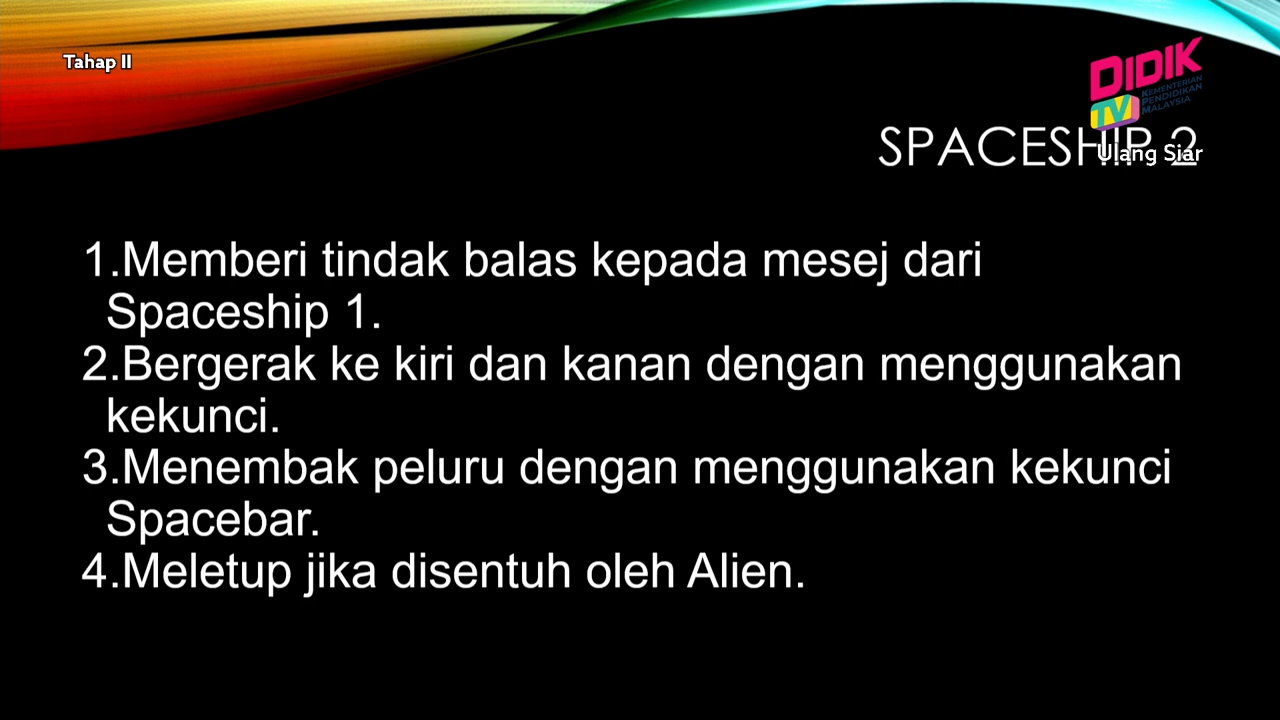 Tahap II
DIDIK
TV
KEMENTERIAN
PENDIDIKAN
MALAYSIA
SPACESHIP 2
Ulang Siar
1.Memberi tindak balas kepada mesej dari
Spaceship 1.
2.Bergerak ke kiri dan kanan dengan menggunakan
kekunci.
3.Menembak peluru dengan menggunakan kekunci
Spacebar.
4.Meletup jika disentuh oleh Alien.